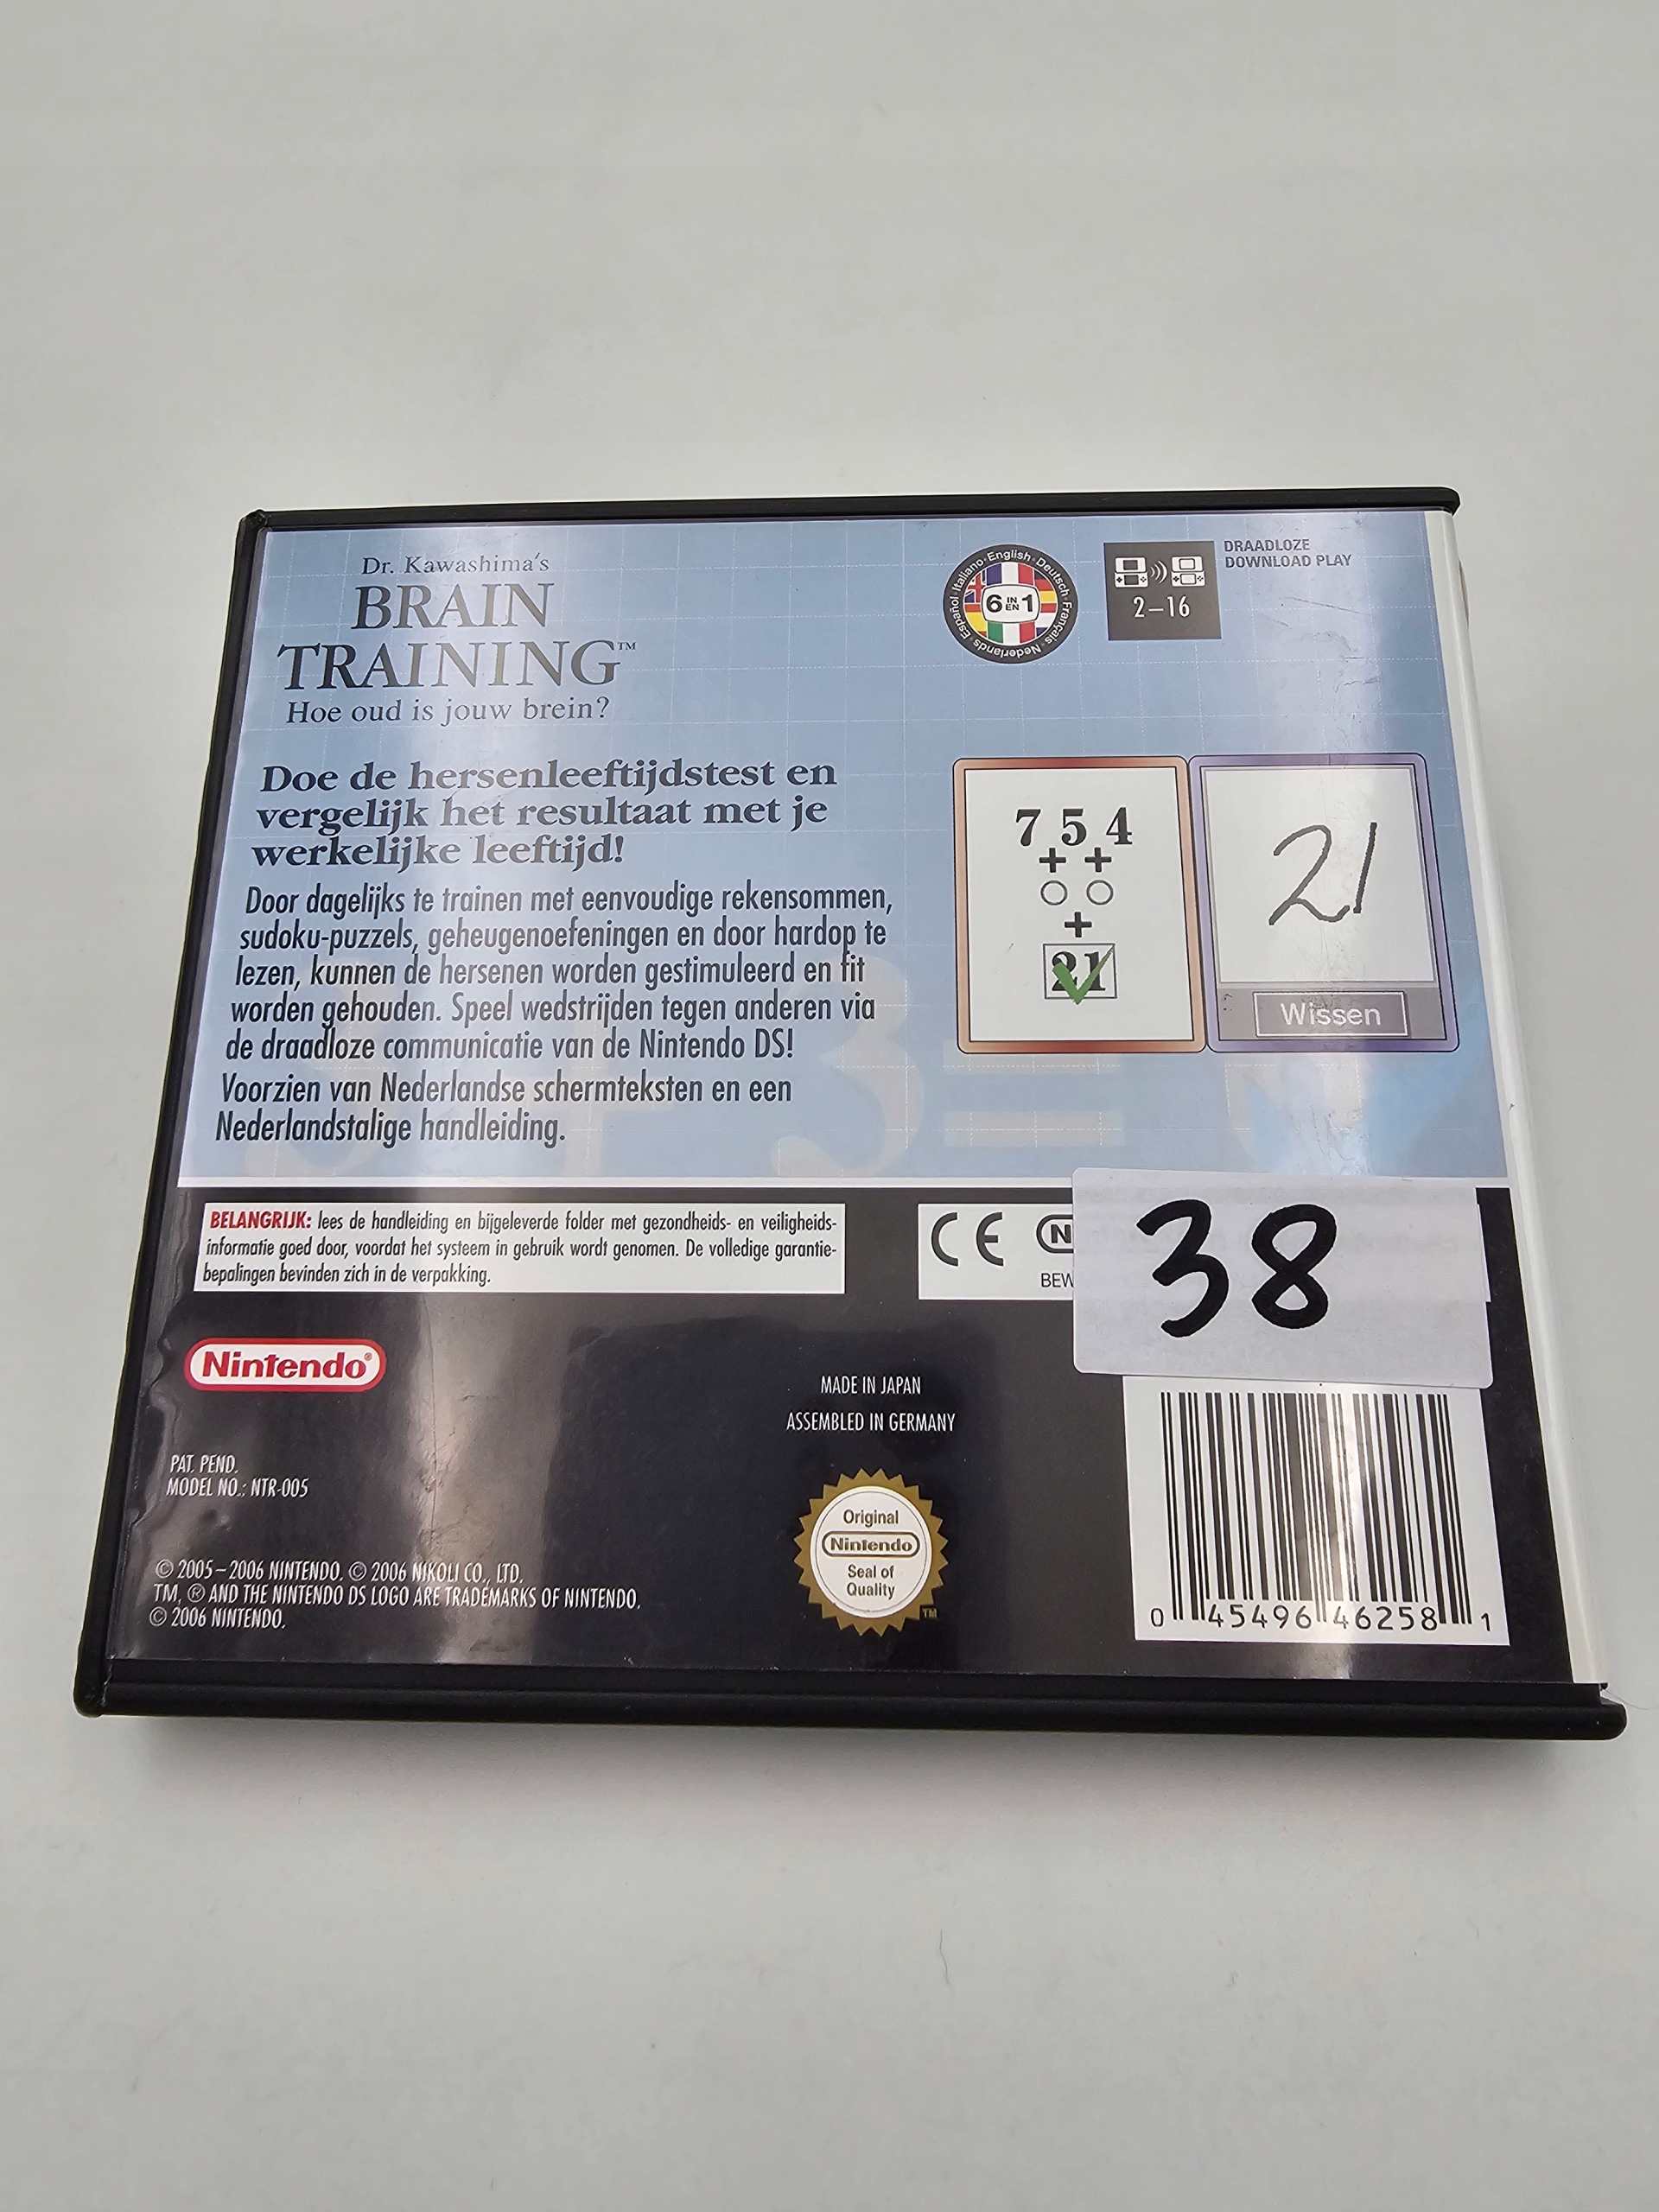 Dr. Kawashima's
BRAIN
TRAINING™
Hoe oud is jouw brein?
Italiano · English · Deutsch · Français · Nederlands · Español
6 IN EN 1
2–16
DRAADLOZE
DOWNLOAD PLAY
Doe de hersenleeftijdstest en
vergelijk het resultaat met je
werkelijke leeftijd!
Door dagelijks te trainen met eenvoudige rekensommen,
sudoku-puzzels, geheugenoefeningen en door hardop te
lezen, kunnen de hersenen worden gestimuleerd en fit
worden gehouden. Speel wedstrijden tegen anderen via
de draadloze communicatie van de Nintendo DS!
Voorzien van Nederlandse schermteksten en een
Nederlandstalige handleiding.
7 5 4
+ +
+
21
21
Wissen
3 =
BELANGRIJK: lees de handleiding en bijgeleverde folder met gezondheids- en veiligheids-
informatie goed door, voordat het systeem in gebruik wordt genomen. De volledige garantie-
bepalingen bevinden zich in de verpakking.
CE
BEW
38
Nintendo®
MADE IN JAPAN
ASSEMBLED IN GERMANY
PAT. PEND.
MODEL NO.: NTR-005
Original
Nintendo
Seal of
Quality
™
© 2005–2006 NINTENDO. © 2006 NIKOLI CO., LTD.
TM, ® AND THE NINTENDO DS LOGO ARE TRADEMARKS OF NINTENDO.
© 2006 NINTENDO.
0 45496 46258 1